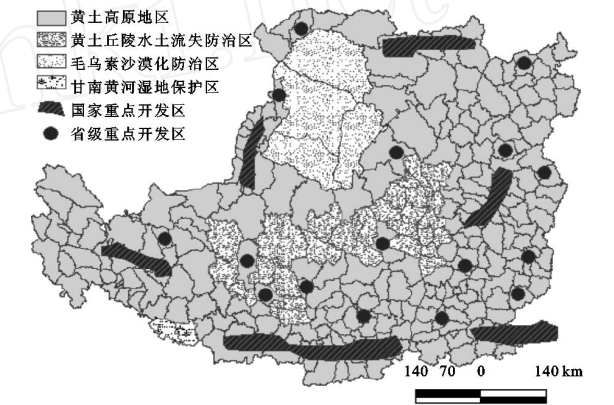 黄土高原地区
黄土丘陵水土流失防治区
毛乌素沙漠化防治区
甘南黄河湿地保护区
国家重点开发区
省级重点开发区
140 70 0 140 km